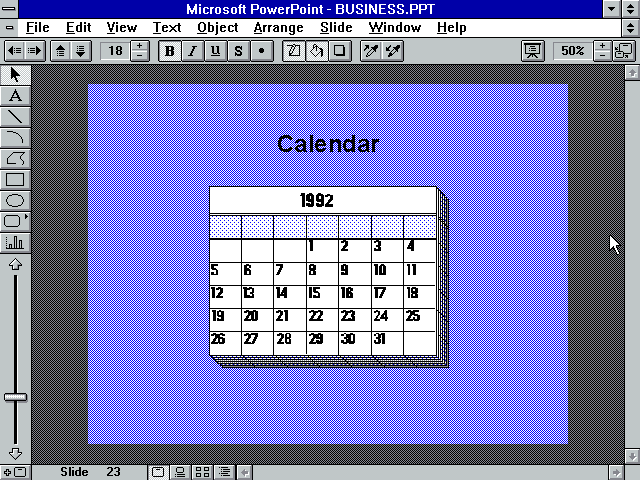 Microsoft PowerPoint - BUSINESS.PPT
File Edit View Text Object Arrange Slide Window Help
18 B I U S 50%
A
Calendar
1992
1 2 3 4
5 6 7 8 9 10 11
12 13 14 15 16 17 18
19 20 21 22 23 24 25
26 27 28 29 30 31
Slide 23